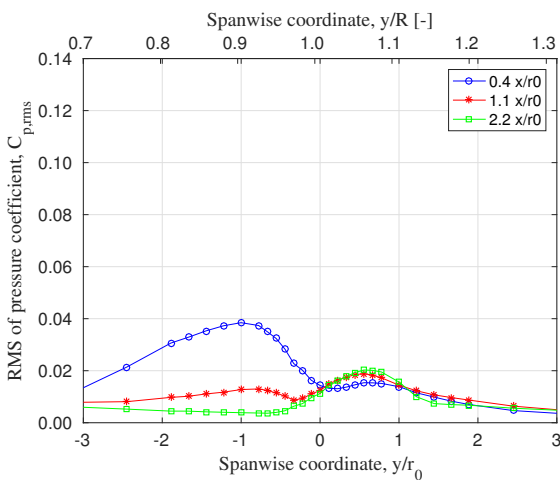 Spanwise coordinate, y/R [-]
0.7 0.8 0.9 1.0 1.1 1.2 1.3
0.14
0.12
0.10
0.08
0.06
0.04
0.02
0.00
RMS of pressure coefficient, C_p,rms
0.4 x/r0
1.1 x/r0
2.2 x/r0
-3 -2 -1 0 1 2 3
Spanwise coordinate, y/r_0